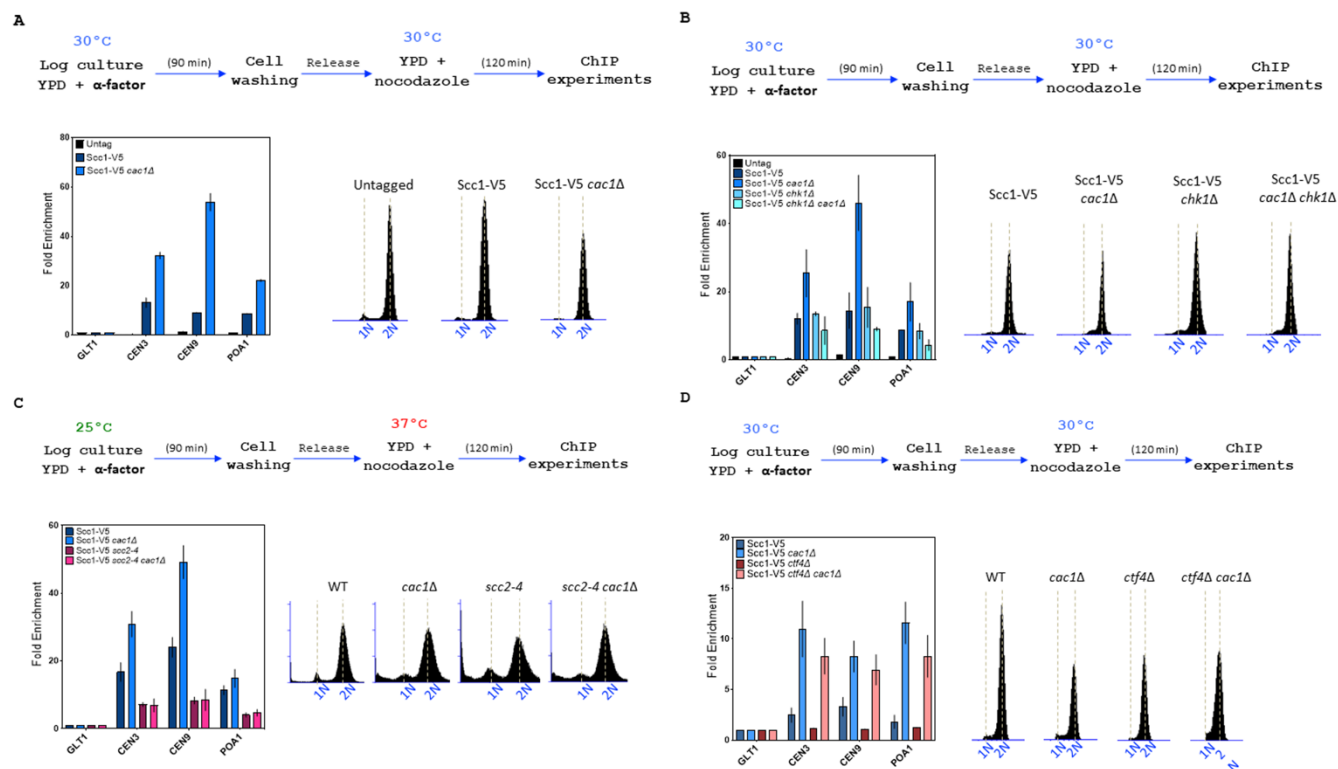 A
30°C
30°C
Log culture
YPD + α-factor
(90 min)
Cell
washing
Release
YPD +
nocodazole
(120 min)
ChIP
experiments
Fold Enrichment
80
60
40
20
0
Untag
Scc1-V5
Scc1-V5 cac1Δ
GLT1
CEN3
CEN9
POA1
Untagged
Scc1-V5
Scc1-V5 cac1Δ
1N
2N
1N
2N
1N
2N
B
30°C
30°C
Log culture
YPD + α-factor
(90 min)
Cell
washing
Release
YPD +
nocodazole
(120 min)
ChIP
experiments
Fold Enrichment
60
40
20
0
Untag
Scc1-V5
Scc1-V5 cac1Δ
Scc1-V5 chk1Δ
Scc1-V5 chk1Δ cac1Δ
GLT1
CEN3
CEN9
POA1
Scc1-V5
Scc1-V5
cac1Δ
Scc1-V5
chk1Δ
Scc1-V5
cac1Δ chk1Δ
1N
2N
1N
2N
1N
2N
1N
2N
C
25°C
37°C
Log culture
YPD + α-factor
(90 min)
Cell
washing
Release
YPD +
nocodazole
(120 min)
ChIP
experiments
Fold Enrichment
60
40
20
0
Scc1-V5
Scc1-V5 cac1Δ
Scc1-V5 scc2-4
Scc1-V5 scc2-4 cac1Δ
GLT1
CEN3
CEN9
POA1
WT
cac1Δ
scc2-4
scc2-4 cac1Δ
1N
2N
1N
2N
1N
2N
1N
2N
D
30°C
30°C
Log culture
YPD + α-factor
(90 min)
Cell
washing
Release
YPD +
nocodazole
(120 min)
ChIP
experiments
Fold Enrichment
20
15
10
5
0
Scc1-V5
Scc1-V5 cac1Δ
Scc1-V5 ctf4Δ
Scc1-V5 ctf4Δ cac1Δ
GLT1
CEN3
CEN9
POA1
WT
cac1Δ
ctf4Δ
ctf4Δ cac1Δ
1N
2N
1N
2N
1N
2N
1N
2
N